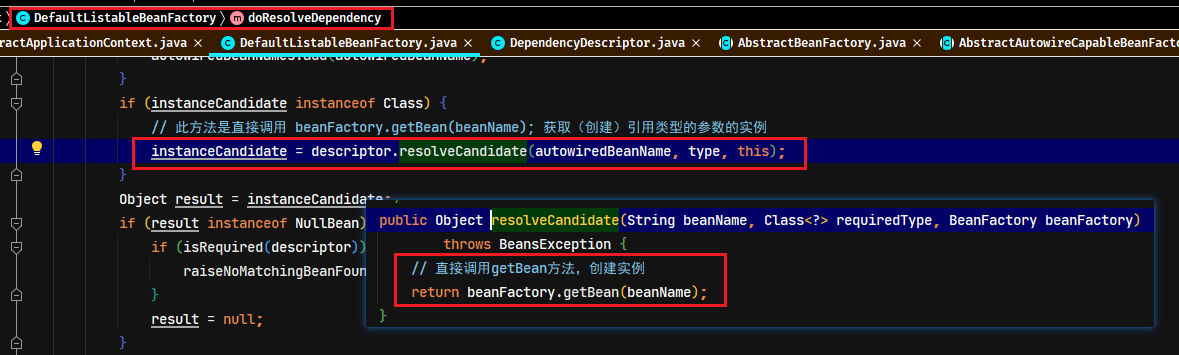 DefaultListableBeanFactory › doResolveDependency
ractApplicationContext.java × DefaultListableBeanFactory.java × DependencyDescriptor.java × AbstractBeanFactory.java × AbstractAutowireCapableBeanFacto
autowiredBeanNames.add(autowiredBeanName);
}
if (instanceCandidate instanceof Class) {
// 此方法是直接调用 beanFactory.getBean(beanName); 获取（创建）引用类型的参数的实例
instanceCandidate = descriptor.resolveCandidate(autowiredBeanName, type, this);
}
Object result = instanceCandidate;
if (result instanceof NullBean)
if (isRequired(descriptor))
raiseNoMatchingBeanFoun
}
result = null;
}
public Object resolveCandidate(String beanName, Class<?> requiredType, BeanFactory beanFactory)
throws BeansException {
// 直接调用getBean方法，创建实例
return beanFactory.getBean(beanName);
}